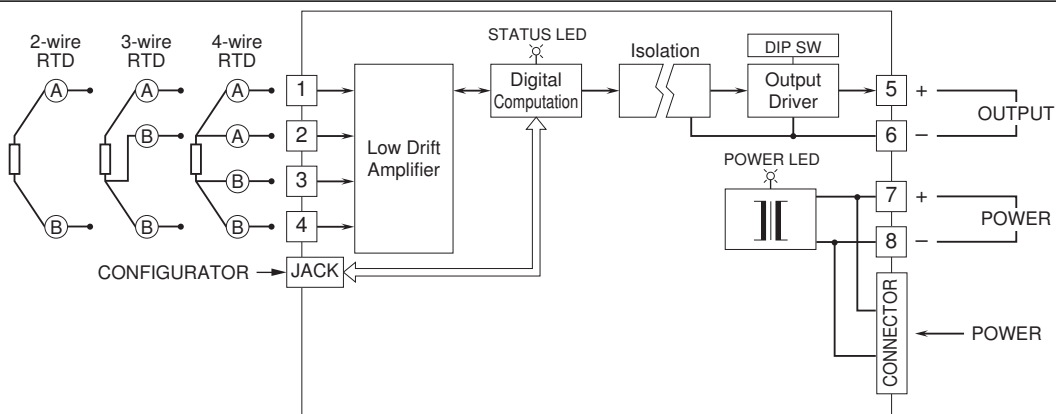 2-wire
RTD
3-wire
RTD
4-wire
RTD
A
B
A
B
B
A
A
B
B
1
2
3
4
JACK
CONFIGURATOR
Low Drift
Amplifier
STATUS LED
Digital
Computation
Isolation
DIP SW
Output
Driver
5 +
6 −
OUTPUT
POWER LED
7 +
8 −
POWER
CONNECTOR
POWER